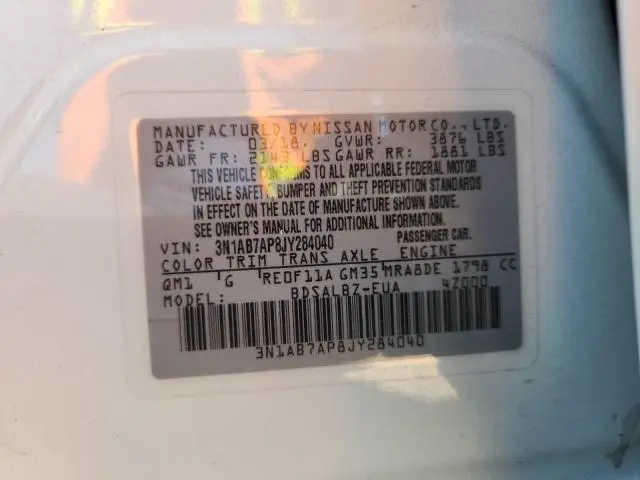 MANUFACTURED BY NISSAN MOTOR CO., LTD.
DATE: 03/18. GVWR: 3876 LBS
GAWR FR: 2143 LBS GAWR RR: 1881 LBS
THIS VEHICLE CONFORMS TO ALL APPLICABLE FEDERAL MOTOR
VEHICLE SAFETY, BUMPER AND THEFT PREVENTION STANDARDS
IN EFFECT ON THE DATE OF MANUFACTURE SHOWN ABOVE.
SEE OWNER'S MANUAL FOR ADDITIONAL INFORMATION.
VIN: 3N1AB7AP8JY284040 PASSENGER CAR.
COLOR TRIM TRANS AXLE ENGINE
QM1 G RE0F11A GM35 MRA8DE 1798 CC
MODEL: BDSALBZ-EUA 4Z000
3N1AB7AP8JY284040